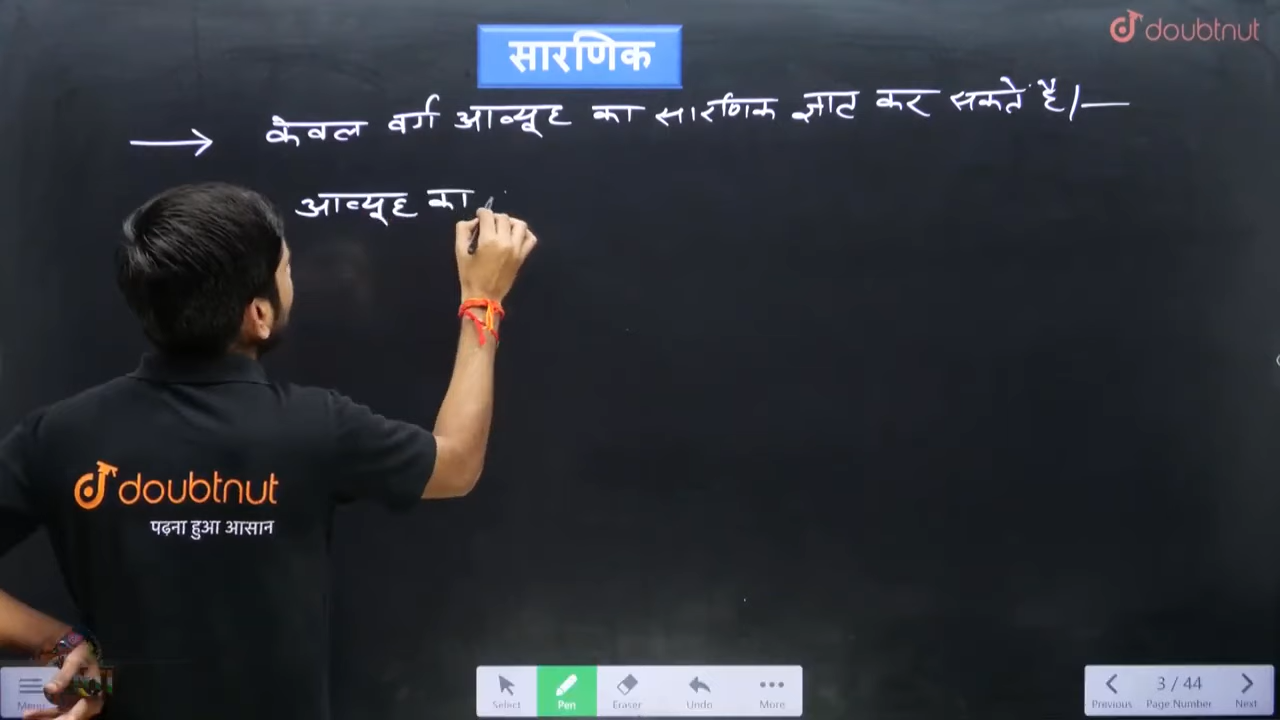 सारणिक
doubtnut
केवल वर्ग आव्यूह का सारणिक ज्ञात कर सकते है।
आव्यूह का
doubtnut
पढ़ना हुआ आसान
Menu
Select
Pen
Eraser
Undo
More
3 / 44
Previous
Page Number
Next